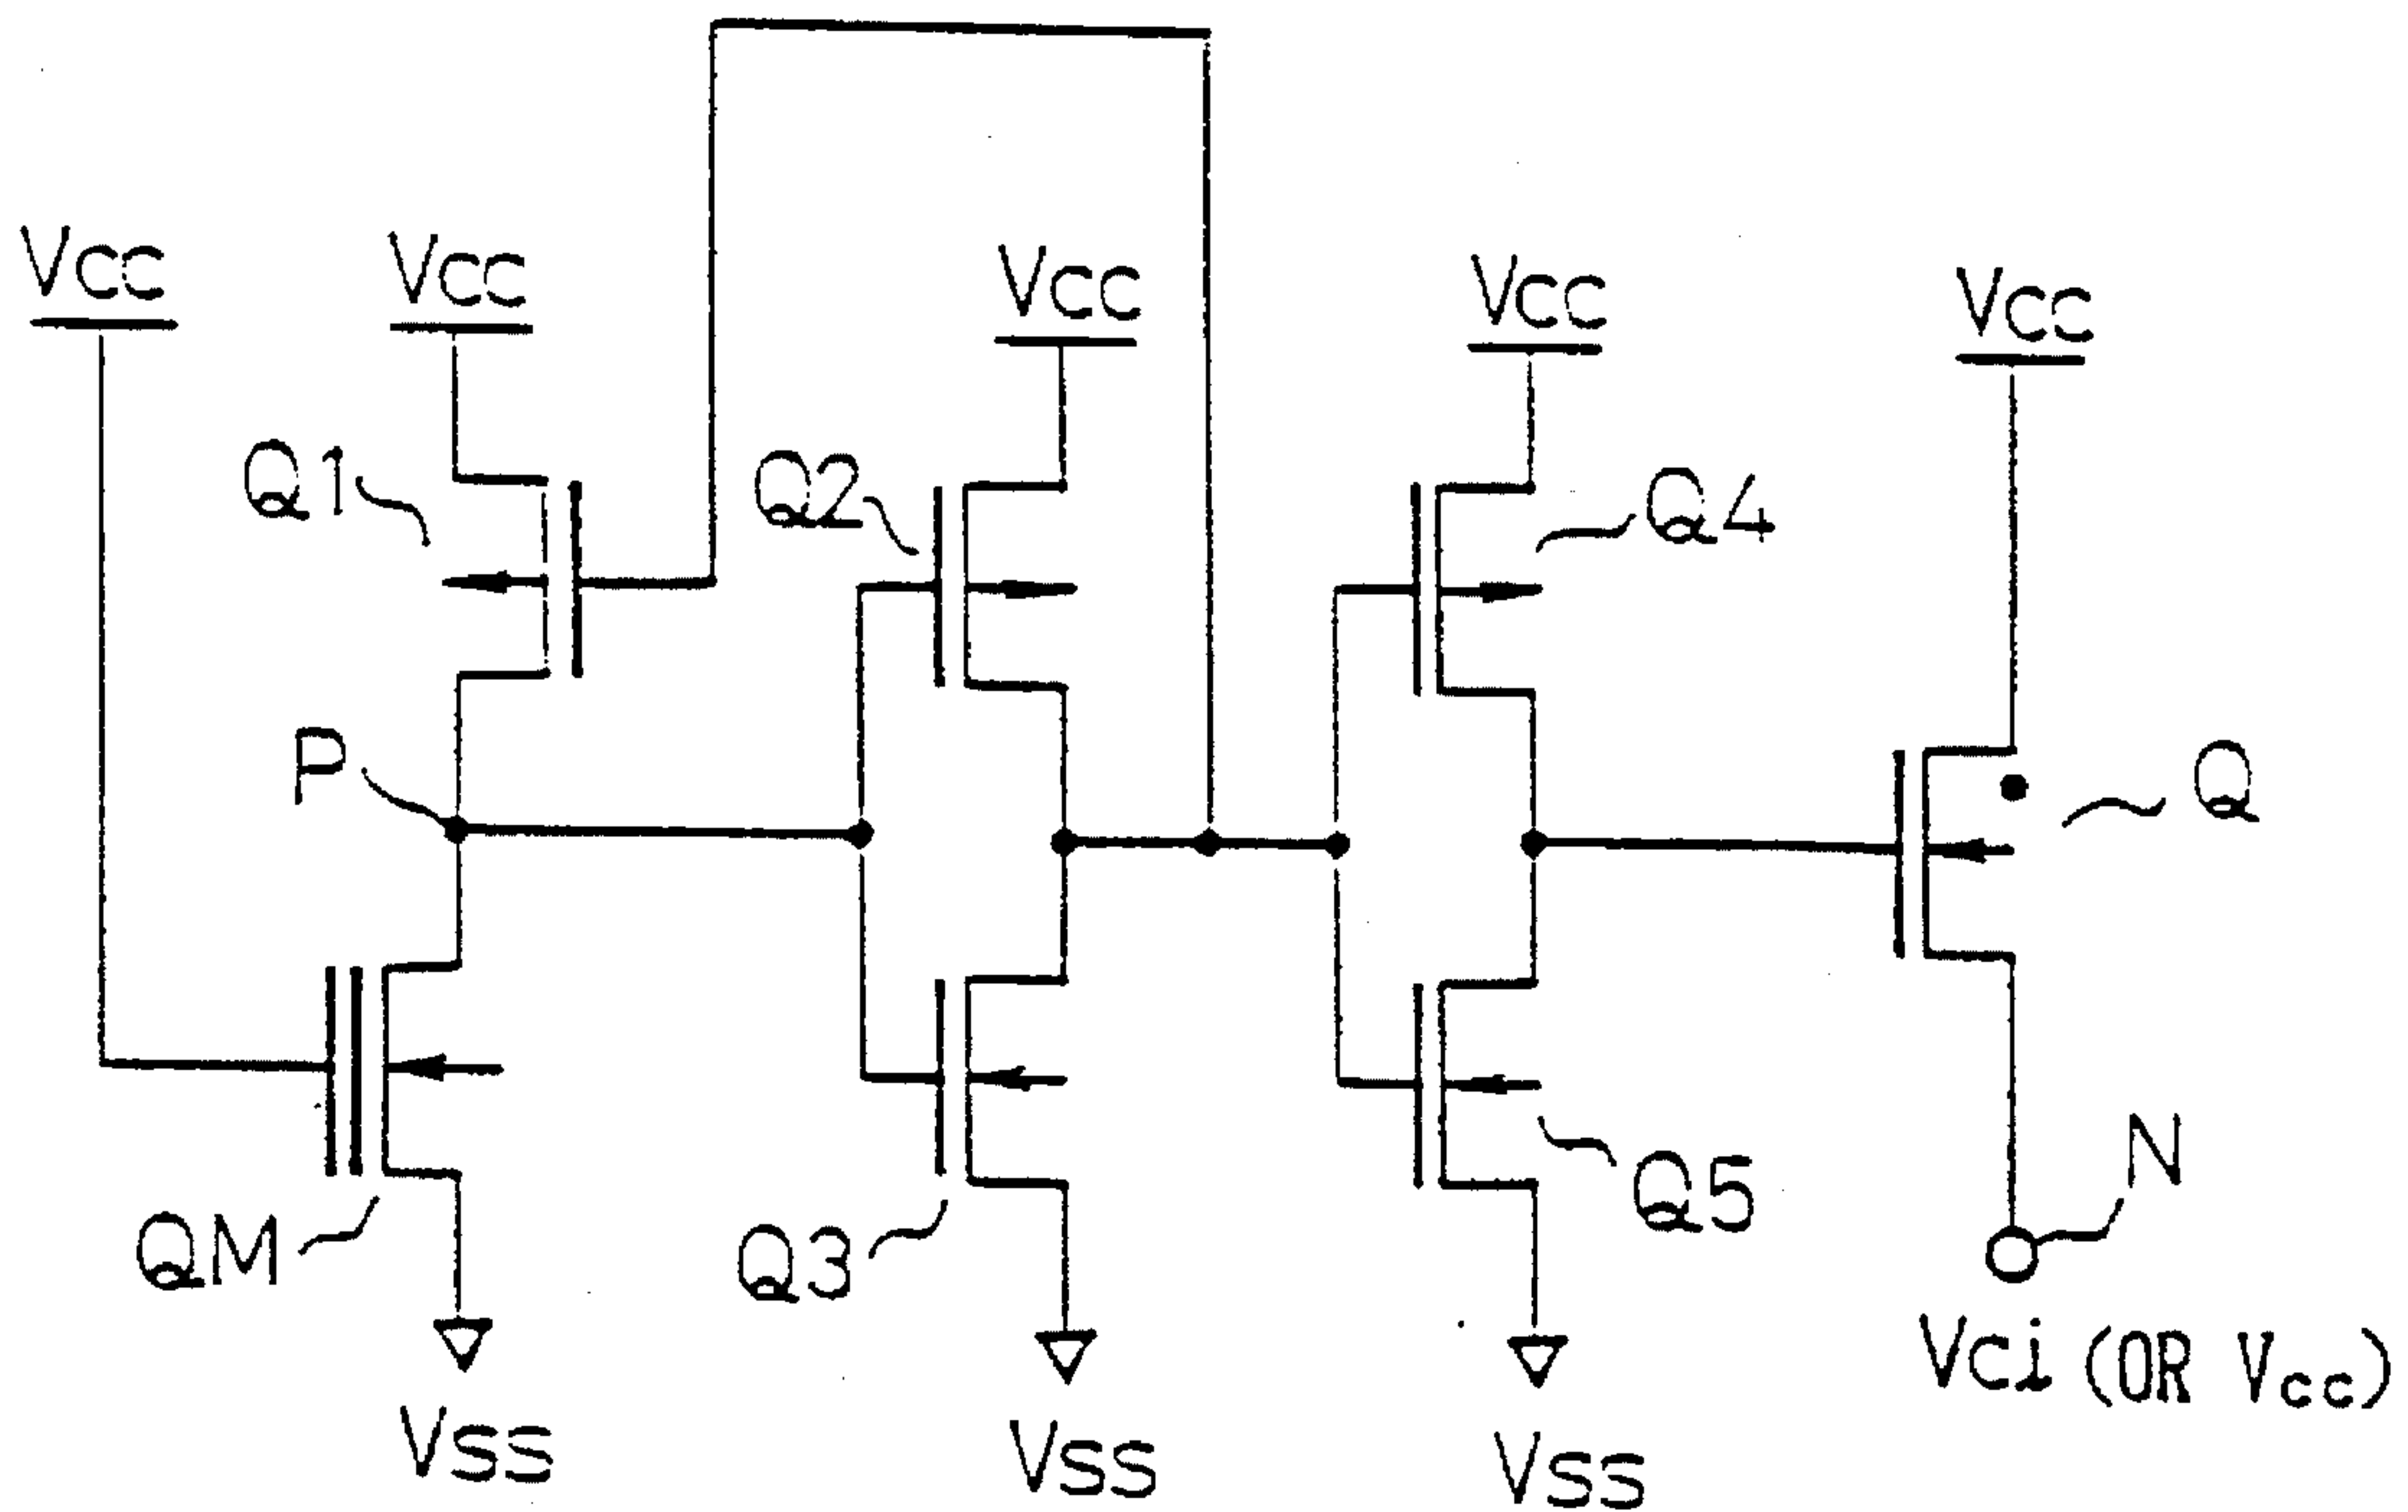 Vcc Vcc Vcc Vcc Vcc
Q1 Q2 Q4
P Q
QM Q3 Q5 N
Vci (OR Vcc)
Vss Vss Vss